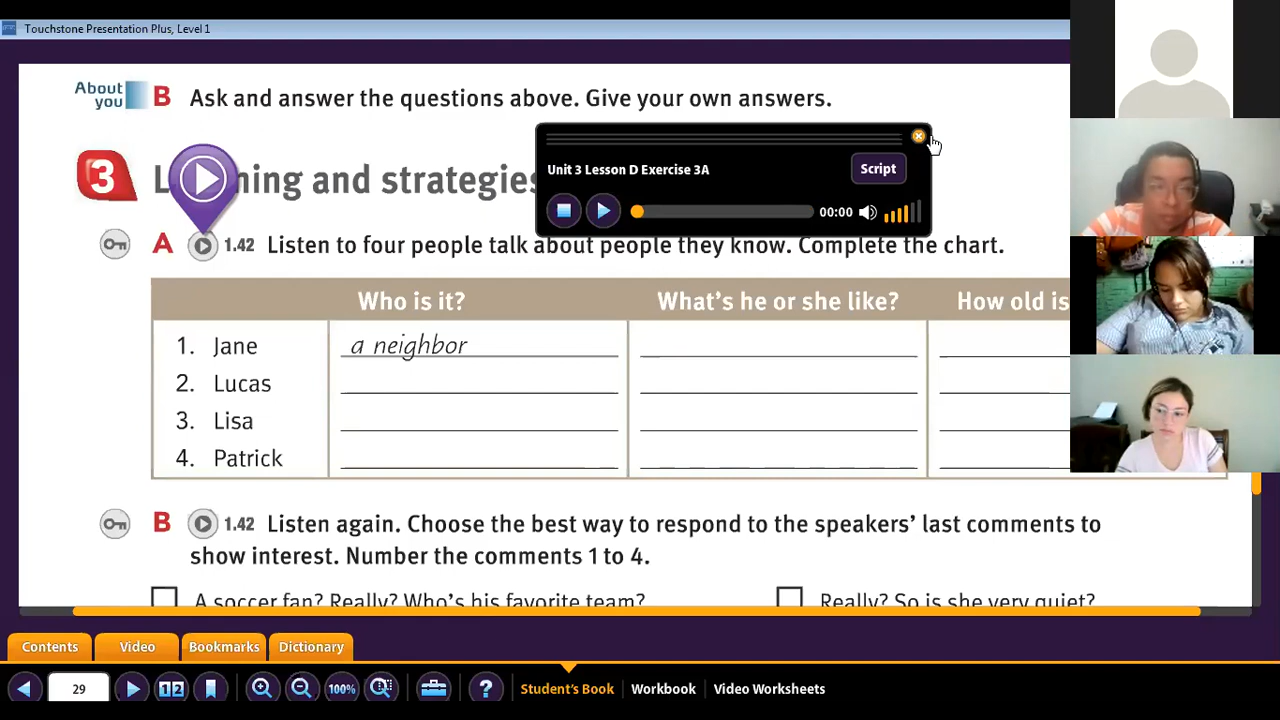 Touchstone Presentation Plus, Level 1
About you B Ask and answer the questions above. Give your own answers.
3 L ning and strategies
Unit 3 Lesson D Exercise 3A
Script
00:00
A 1.42 Listen to four people talk about people they know. Complete the chart.
Who is it? What's he or she like? How old is
1. Jane a neighbor
2. Lucas
3. Lisa
4. Patrick
B 1.42 Listen again. Choose the best way to respond to the speakers' last comments to
show interest. Number the comments 1 to 4.
A soccer fan? Really? Who's his favorite team? Really? So is she very quiet?
Contents Video Bookmarks Dictionary
29 12 100% ? Student's Book Workbook Video Worksheets